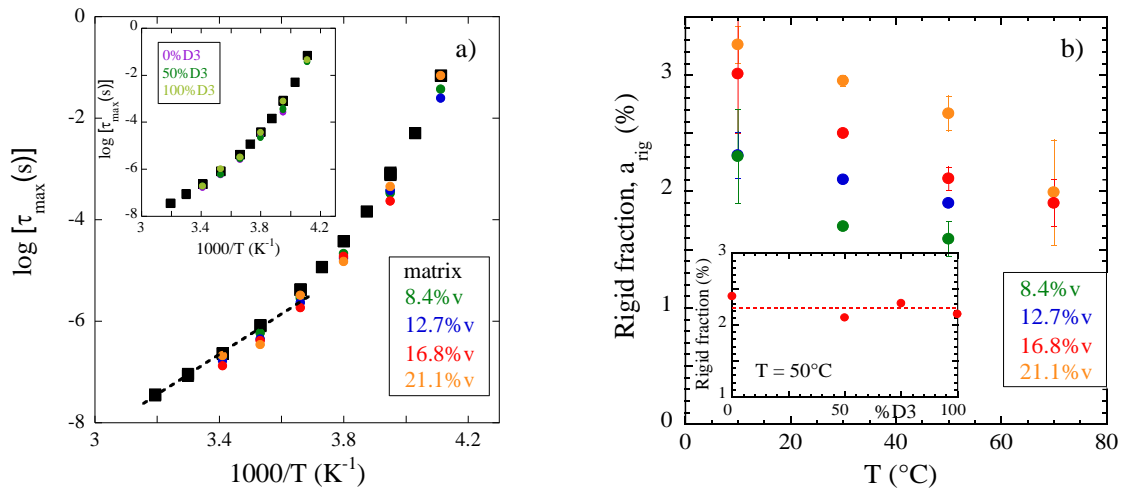 a)
log [τmax(s)]
0
-2
-4
-6
-8
3
3.4
3.8
4.2
1000/T (K-1)
matrix
8.4%v
12.7%v
16.8%v
21.1%v
log [τmax(s)]
0
-2
-4
-6
-8
3.4
3.8
4.2
1000/T (K-1)
0%D3
50%D3
100%D3
b)
Rigid fraction, arig (%)
3
2
1
0
0
20
40
60
80
T (°C)
8.4%v
12.7%v
16.8%v
21.1%v
Rigid fraction (%)
3
2
1
0
50
%D3
100
T = 50°C